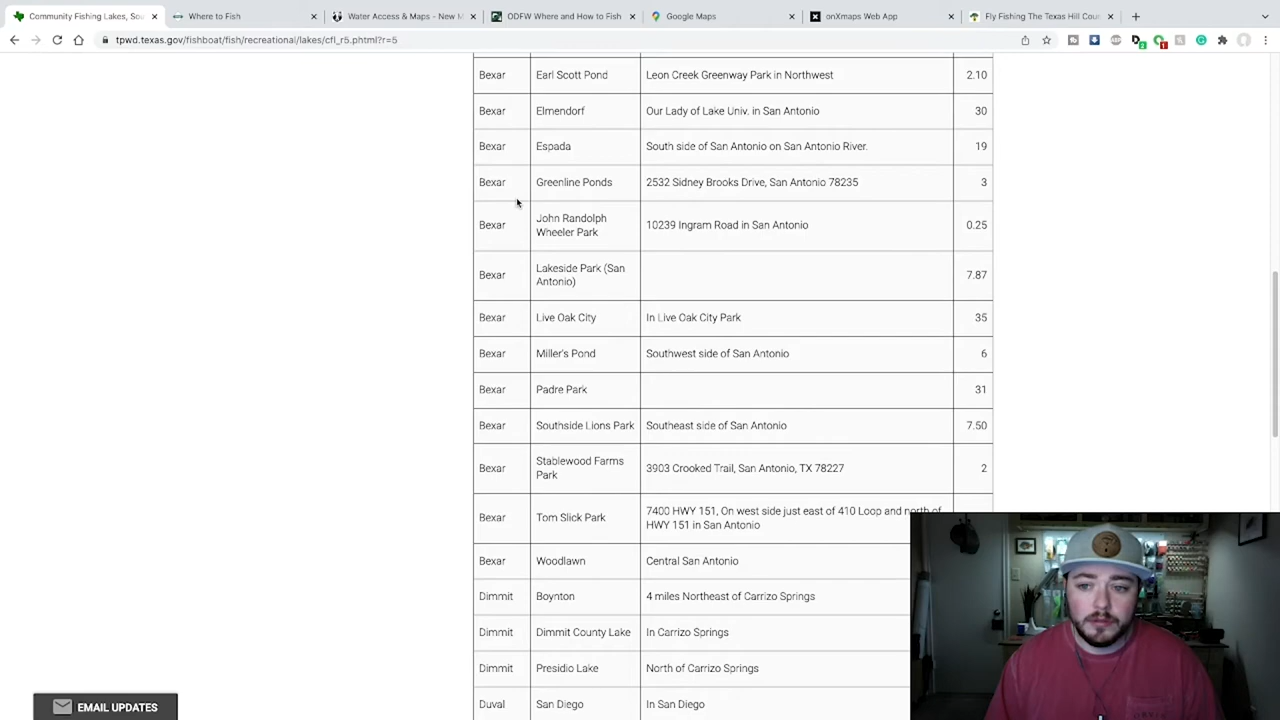 Community Fishing Lakes, Sou
Where to Fish
Water Access & Maps - New M
ODFW Where and How to Fish
Google Maps
onXmaps Web App
Fly Fishing The Texas Hill Cou
tpwd.texas.gov/fishboat/fish/recreational/lakes/cfl_r5.phtml?r=5
Bexar Earl Scott Pond Leon Creek Greenway Park in Northwest 2.10
Bexar Elmendorf Our Lady of Lake Univ. in San Antonio 30
Bexar Espada South side of San Antonio on San Antonio River. 19
Bexar Greenline Ponds 2532 Sidney Brooks Drive, San Antonio 78235 3
Bexar John Randolph
Wheeler Park 10239 Ingram Road in San Antonio 0.25
Bexar Lakeside Park (San
Antonio) 7.87
Bexar Live Oak City In Live Oak City Park 35
Bexar Miller's Pond Southwest side of San Antonio 6
Bexar Padre Park 31
Bexar Southside Lions Park Southeast side of San Antonio 7.50
Bexar Stablewood Farms
Park 3903 Crooked Trail, San Antonio, TX 78227 2
Bexar Tom Slick Park 7400 HWY 151, On west side just east of 410 Loop and north of
HWY 151 in San Antonio
Bexar Woodlawn Central San Antonio
Dimmit Boynton 4 miles Northeast of Carrizo Springs
Dimmit Dimmit County Lake In Carrizo Springs
Dimmit Presidio Lake North of Carrizo Springs
Duval San Diego In San Diego
EMAIL UPDATES